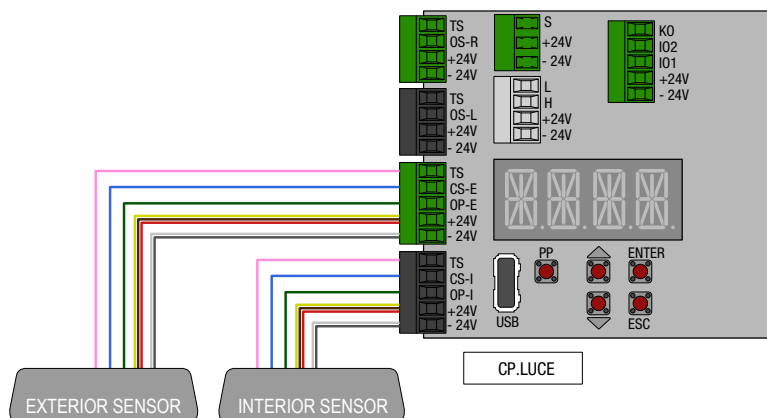 TS
OS-R
+24V
- 24V
TS
OS-L
+24V
- 24V
TS
CS-E
OP-E
+24V
- 24V
TS
CS-I
OP-I
+24V
- 24V
S
+24V
- 24V
L
H
+24V
- 24V
KO
IO2
IO1
+24V
- 24V
PP
ENTER
USB
ESC
CP.LUCE
EXTERIOR SENSOR
INTERIOR SENSOR